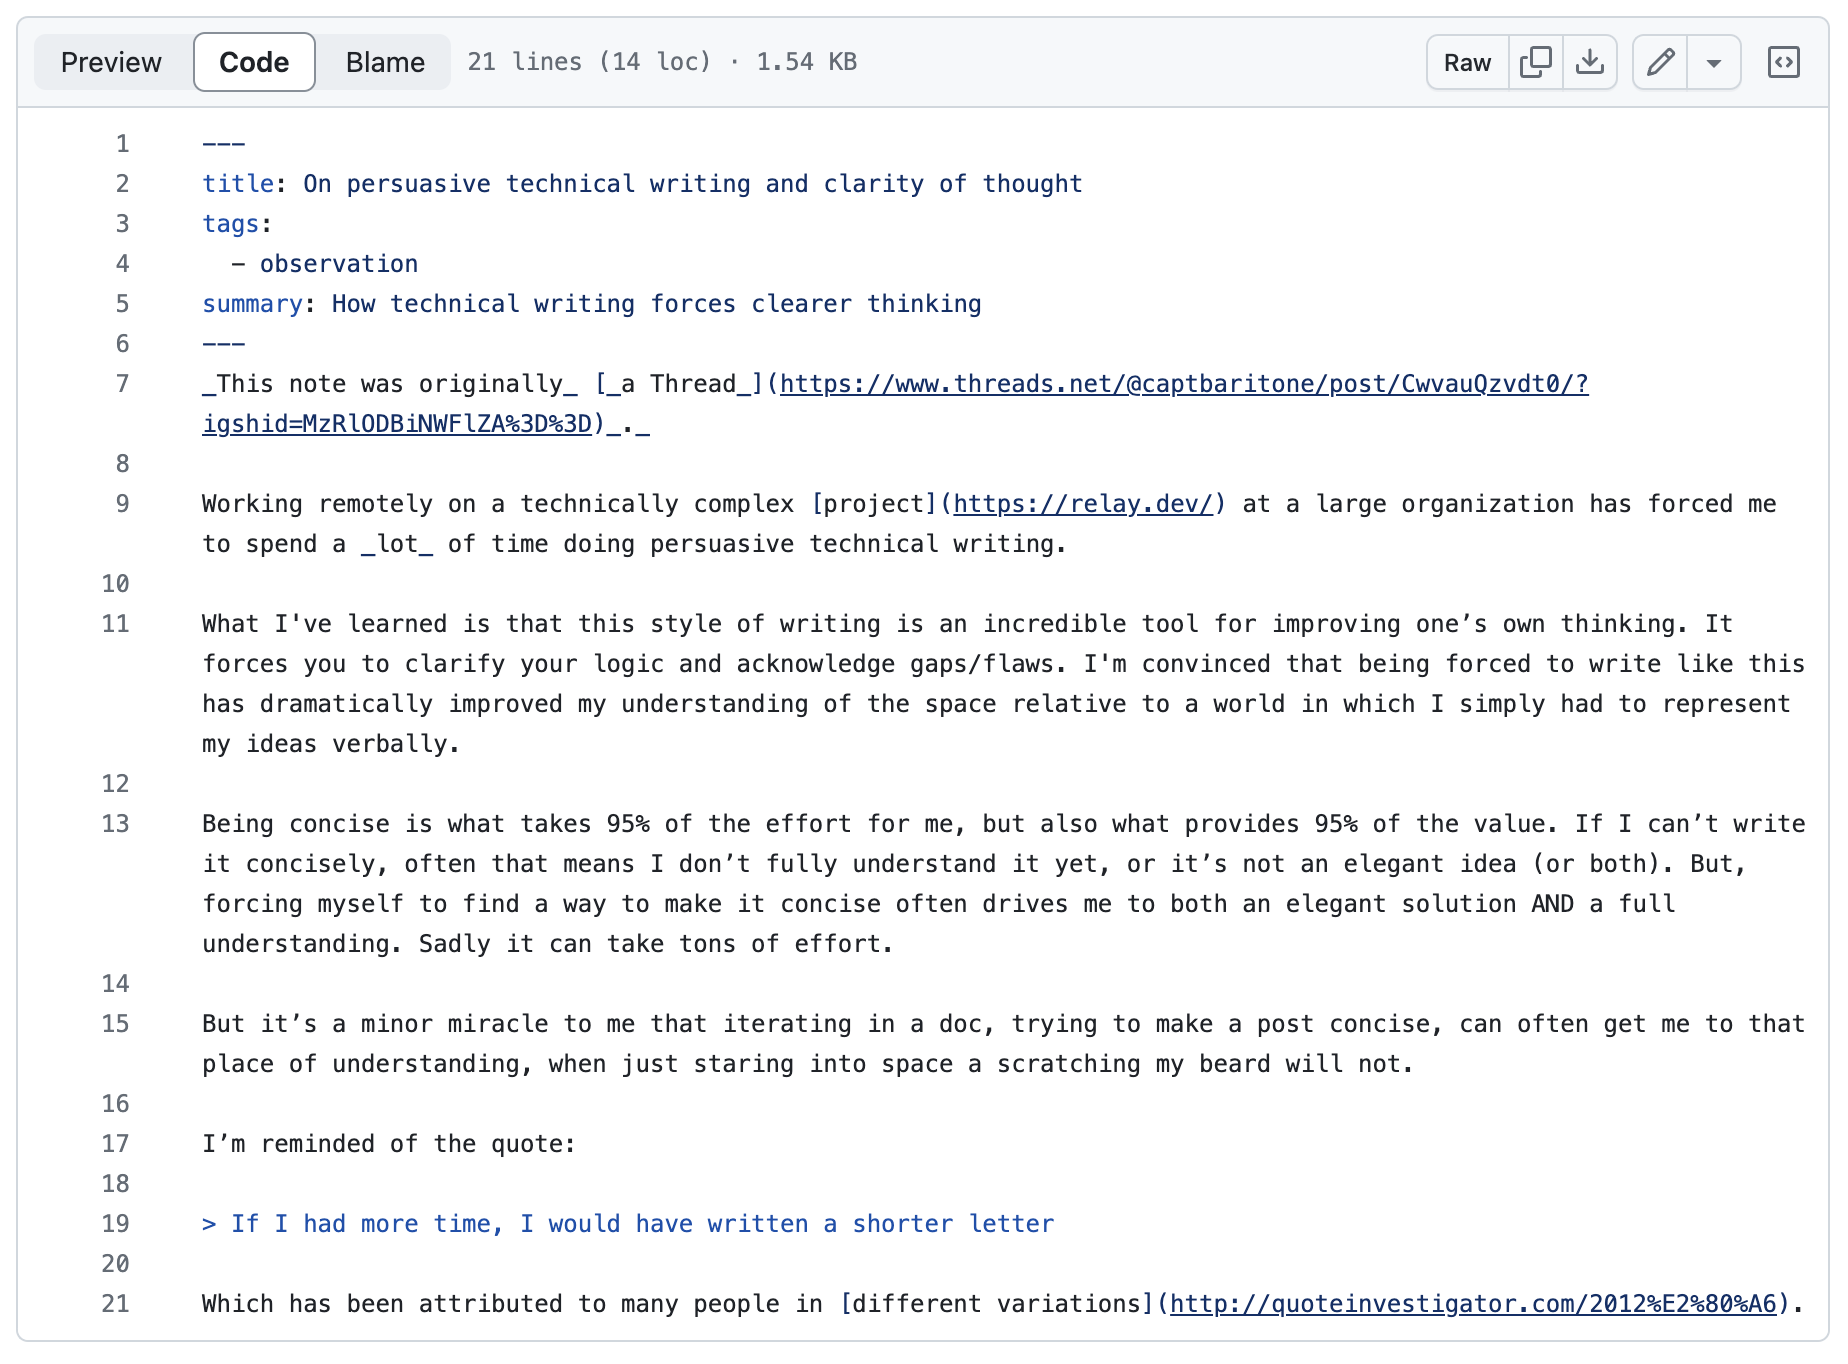 Preview Code Blame 21 lines (14 loc) · 1.54 KB Raw
1 ---
2 title: On persuasive technical writing and clarity of thought
3 tags:
4   - observation
5 summary: How technical writing forces clearer thinking
6 ---
7 _This note was originally_ [_a Thread_](https://www.threads.net/@captbaritone/post/CwvauQzvdt0/?
igshid=MzRlODBiNWFlZA%3D%3D)_._
8
9 Working remotely on a technically complex [project](https://relay.dev/) at a large organization has forced me
to spend a _lot_ of time doing persuasive technical writing.
10
11 What I've learned is that this style of writing is an incredible tool for improving one’s own thinking. It
forces you to clarify your logic and acknowledge gaps/flaws. I'm convinced that being forced to write like this
has dramatically improved my understanding of the space relative to a world in which I simply had to represent
my ideas verbally.
12
13 Being concise is what takes 95% of the effort for me, but also what provides 95% of the value. If I can’t write
it concisely, often that means I don’t fully understand it yet, or it’s not an elegant idea (or both). But,
forcing myself to find a way to make it concise often drives me to both an elegant solution AND a full
understanding. Sadly it can take tons of effort.
14
15 But it’s a minor miracle to me that iterating in a doc, trying to make a post concise, can often get me to that
place of understanding, when just staring into space a scratching my beard will not.
16
17 I’m reminded of the quote:
18
19 > If I had more time, I would have written a shorter letter
20
21 Which has been attributed to many people in [different variations](http://quoteinvestigator.com/2012%E2%80%A6).